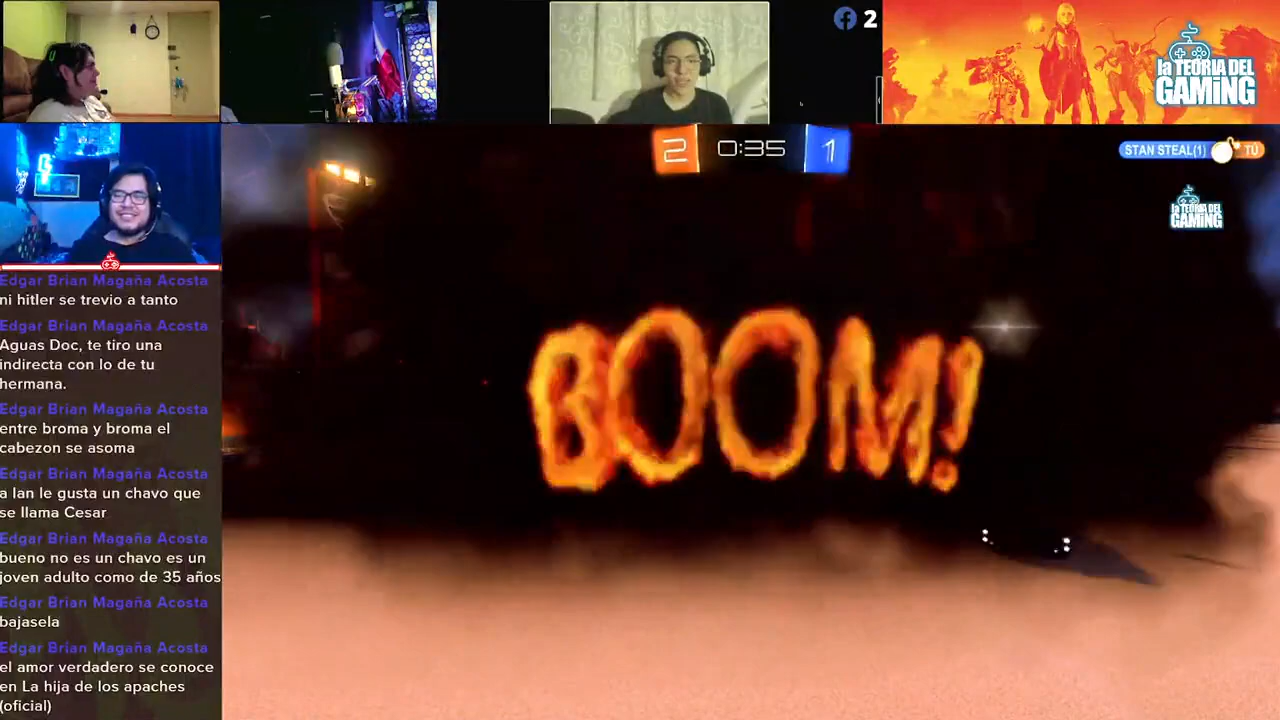 2
la TEORIA DEL
GAMING
2 0:35 1
STAN STEAL(1) TÚ
la TEORIA DEL
GAMING
BOOM!
Edgar Brian Magaña Acosta
ni hitler se trevio a tanto
Edgar Brian Magaña Acosta
Aguas Doc, te tiro una
indirecta con lo de tu
hermana.
Edgar Brian Magaña Acosta
entre broma y broma el
cabezon se asoma
Edgar Brian Magaña Acosta
a Ian le gusta un chavo que
se llama Cesar
Edgar Brian Magaña Acosta
bueno no es un chavo es un
joven adulto como de 35 años
Edgar Brian Magaña Acosta
bajasela
Edgar Brian Magaña Acosta
el amor verdadero se conoce
en La hija de los apaches
(oficial)